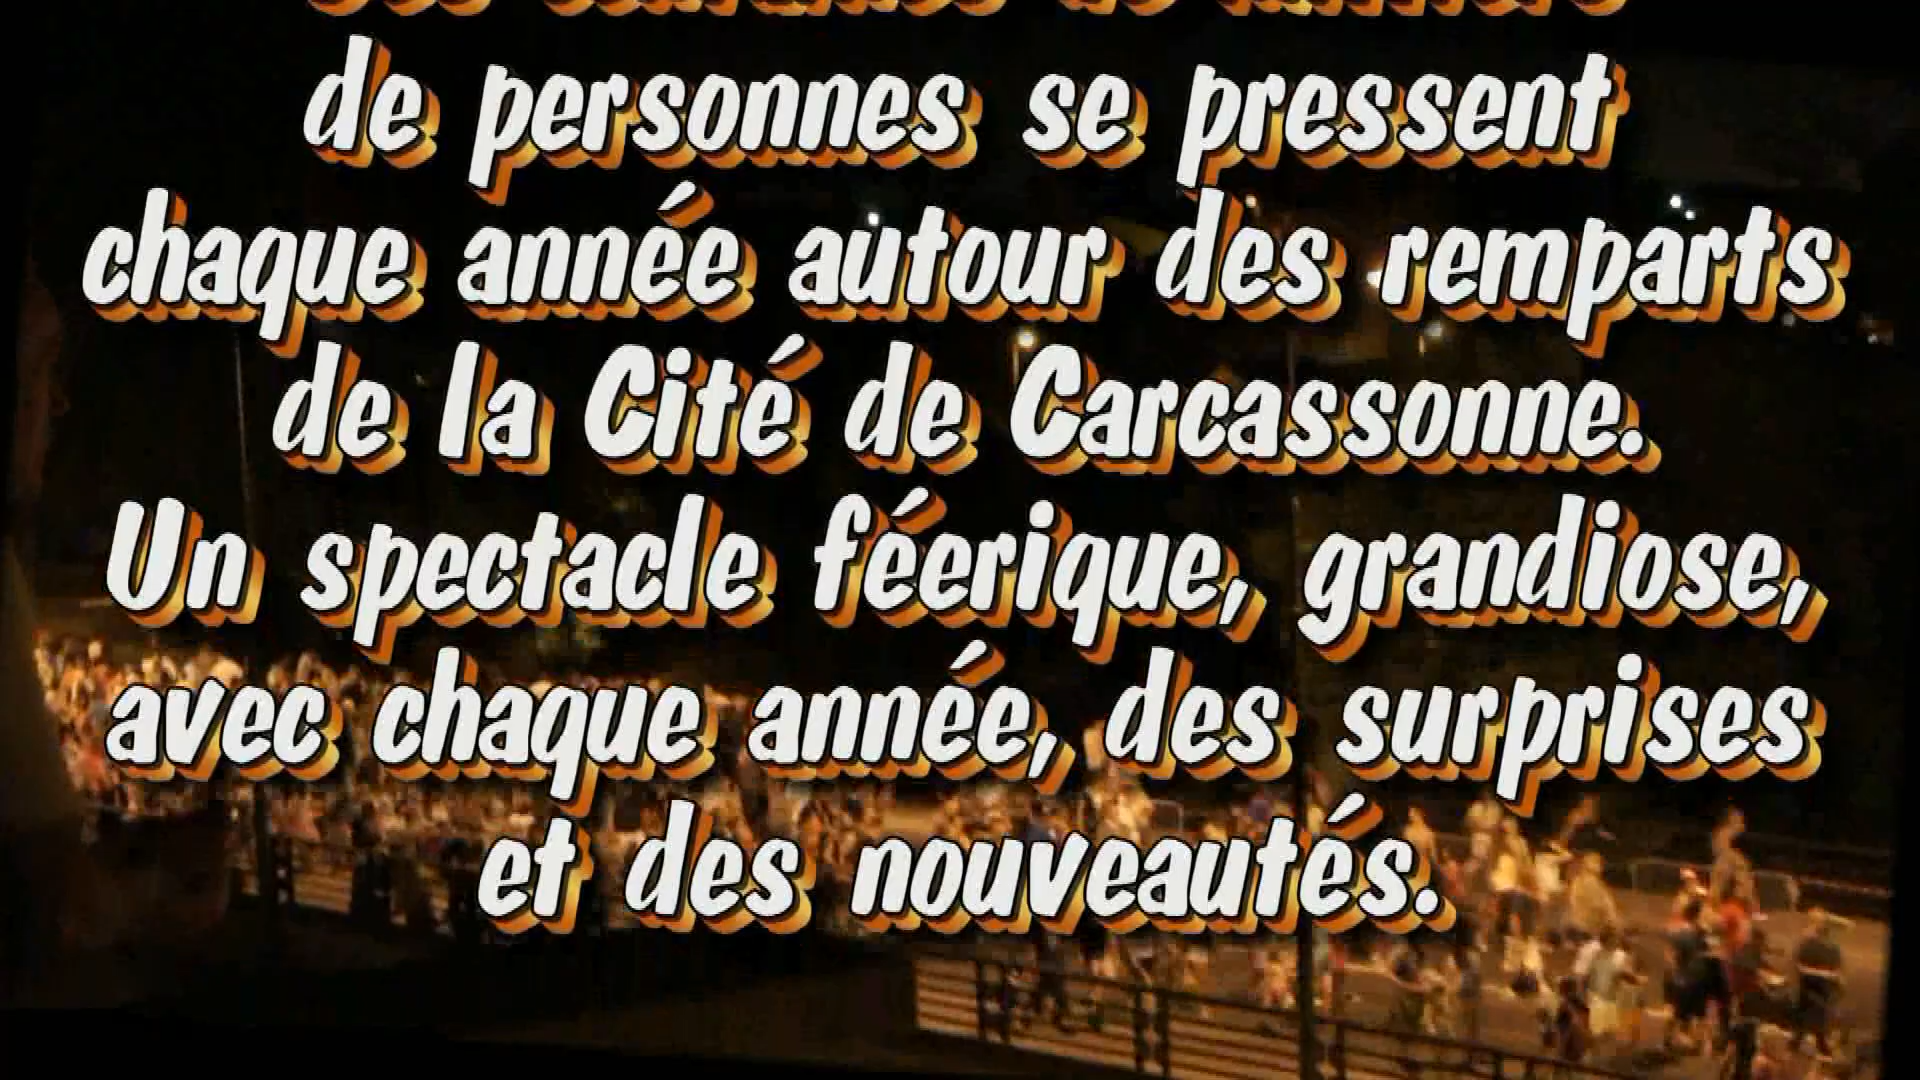 de personnes se pressent
chaque année autour des remparts
de la Cité de Carcassonne.
Un spectacle féerique, grandiose,
avec chaque année, des surprises
et des nouveautés.